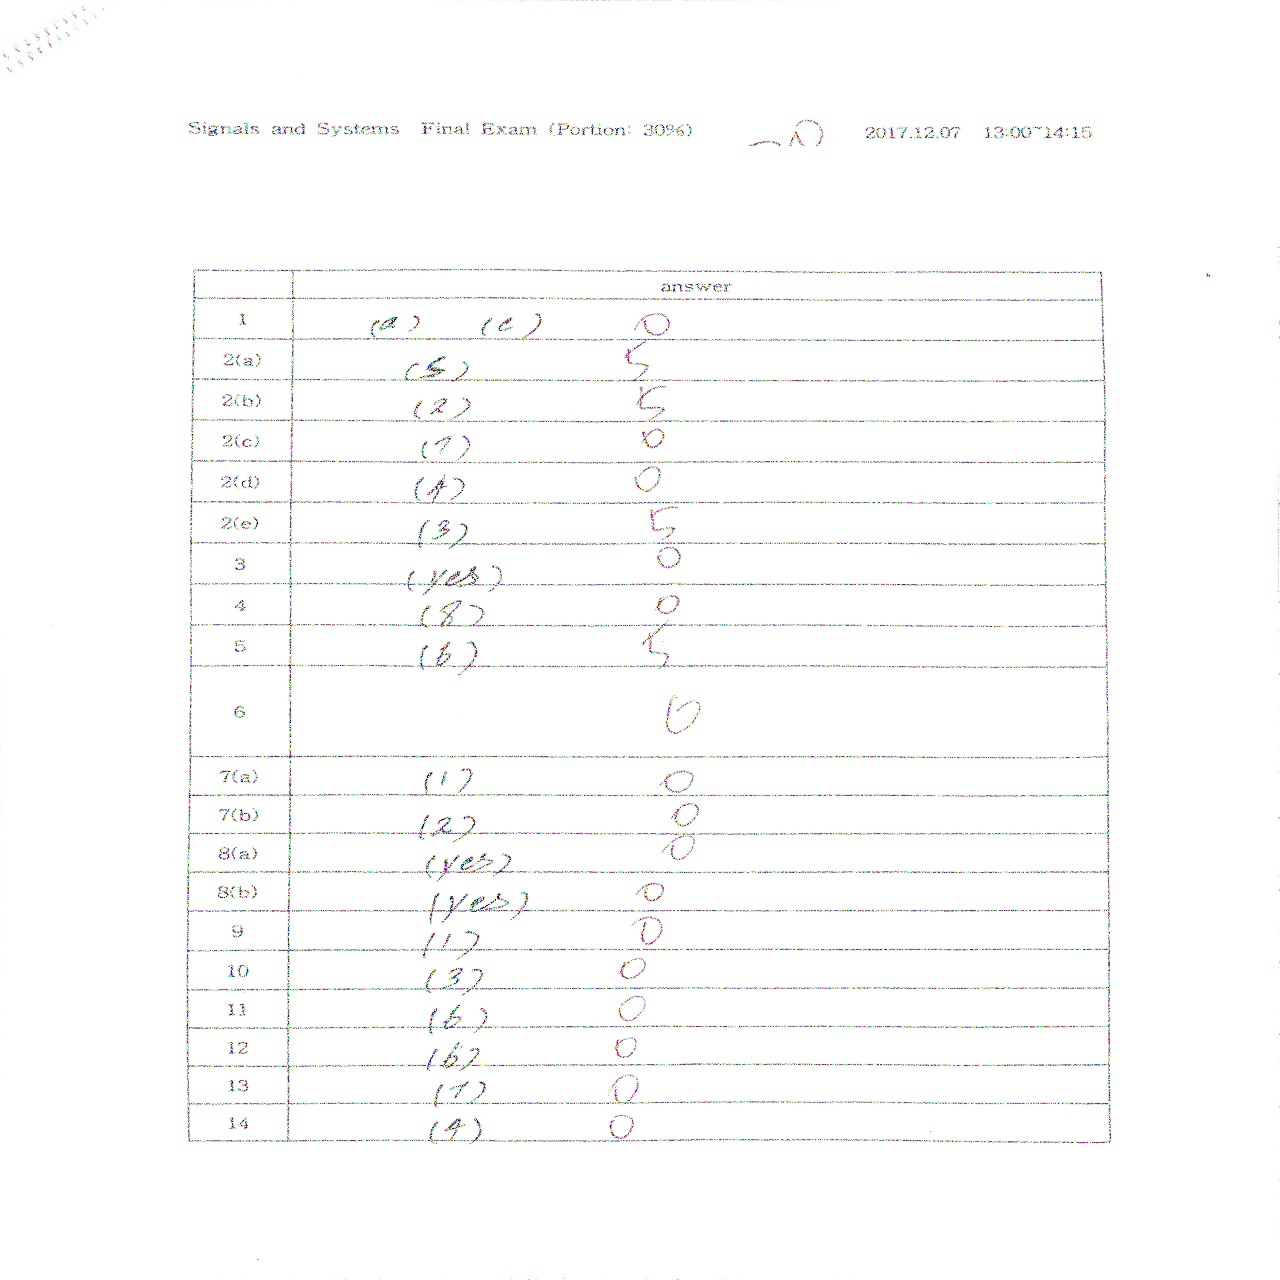 Signals and Systems Final Exam (Portion: 30%) 2017.12.07 13:00~14:15
answer
1 (a) (c) 0
2(a) (5) 5
2(b) (2) 5
2(c) (7) 0
2(d) (4) 0
2(e) (3) 5
3 (yes) 0
4 (8) 0
5 (6) 5
6 0
7(a) (1) 0
7(b) (2) 0
8(a) (yes) 0
8(b) (yes) 0
9 (1) 0
10 (3) 0
11 (6) 0
12 (6) 0
13 (7) 0
14 (4) 0